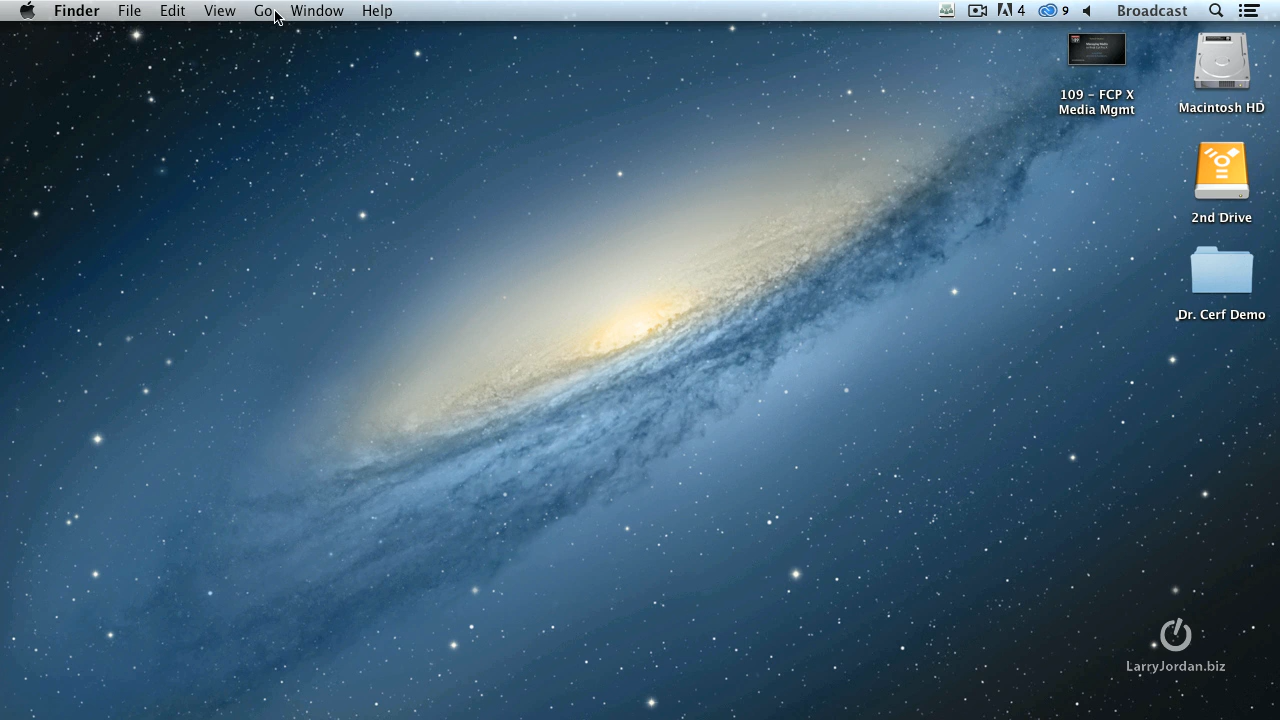 Finder File Edit View Go Window Help 4 9 Broadcast
109 – FCP X
Media Mgmt
Macintosh HD
2nd Drive
Dr. Cerf Demo
LarryJordan.biz